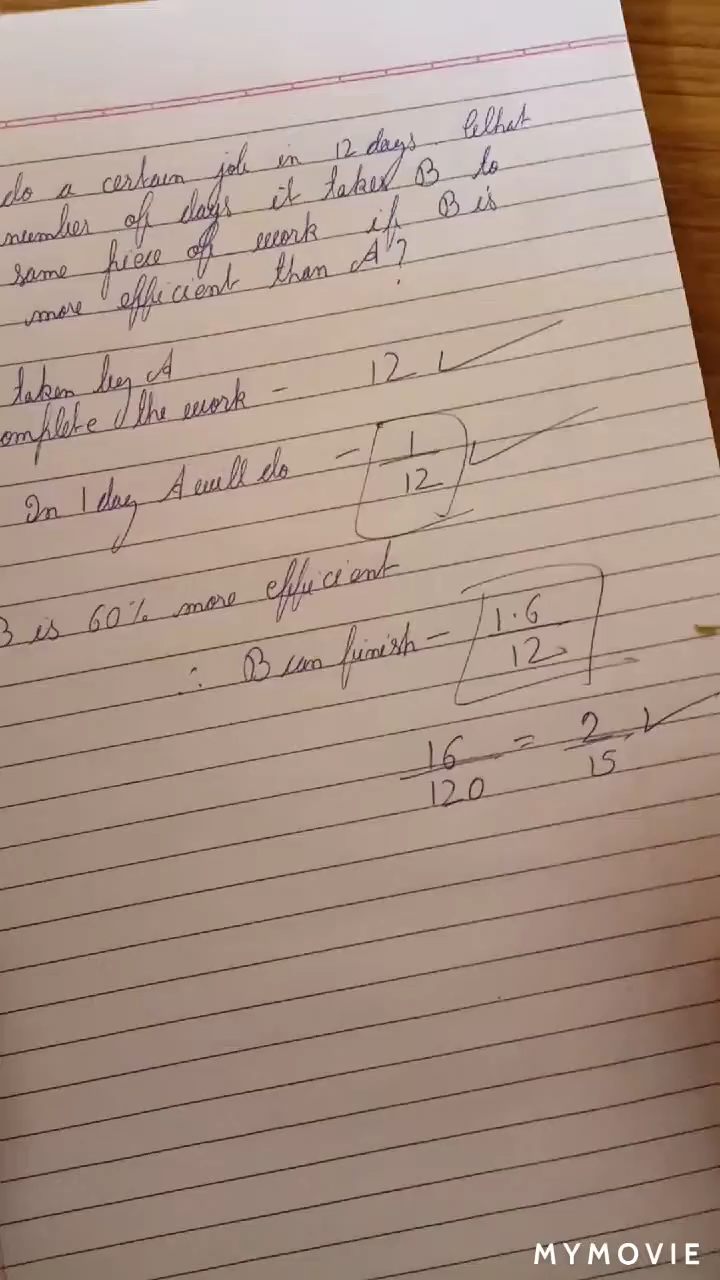 do a certain job in 12 days. What
number of days it takes B to
same piece of work if B is
more efficient than A?
taken by A
omplete the work - 12
In 1 day A will do - 1/12
B is 60% more efficient
∴ B can finish - 1.6/12
16/120 = 2/15
MYMOVIE